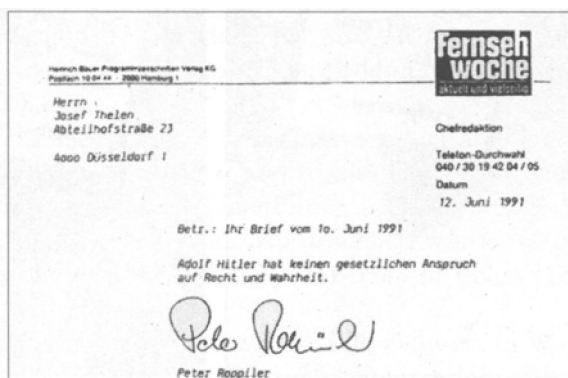 Fernseh
woche
aktuell und vielseitig
Heinrich Bauer Programmzeitschriften Verlag KG
Postfach 10 04 44 · 2000 Hamburg 1
Herrn
Josef Thelen
Abteilhofstraße 23
4000 Düsseldorf 1
Chefredaktion
Telefon-Durchwahl
040 / 30 19 42 04 / 05
Datum
12. Juni 1991
Betr.: Ihr Brief vom 1o. Juni 1991
Adolf Hitler hat keinen gesetzlichen Anspruch
auf Recht und Wahrheit.
Peter Roppiler